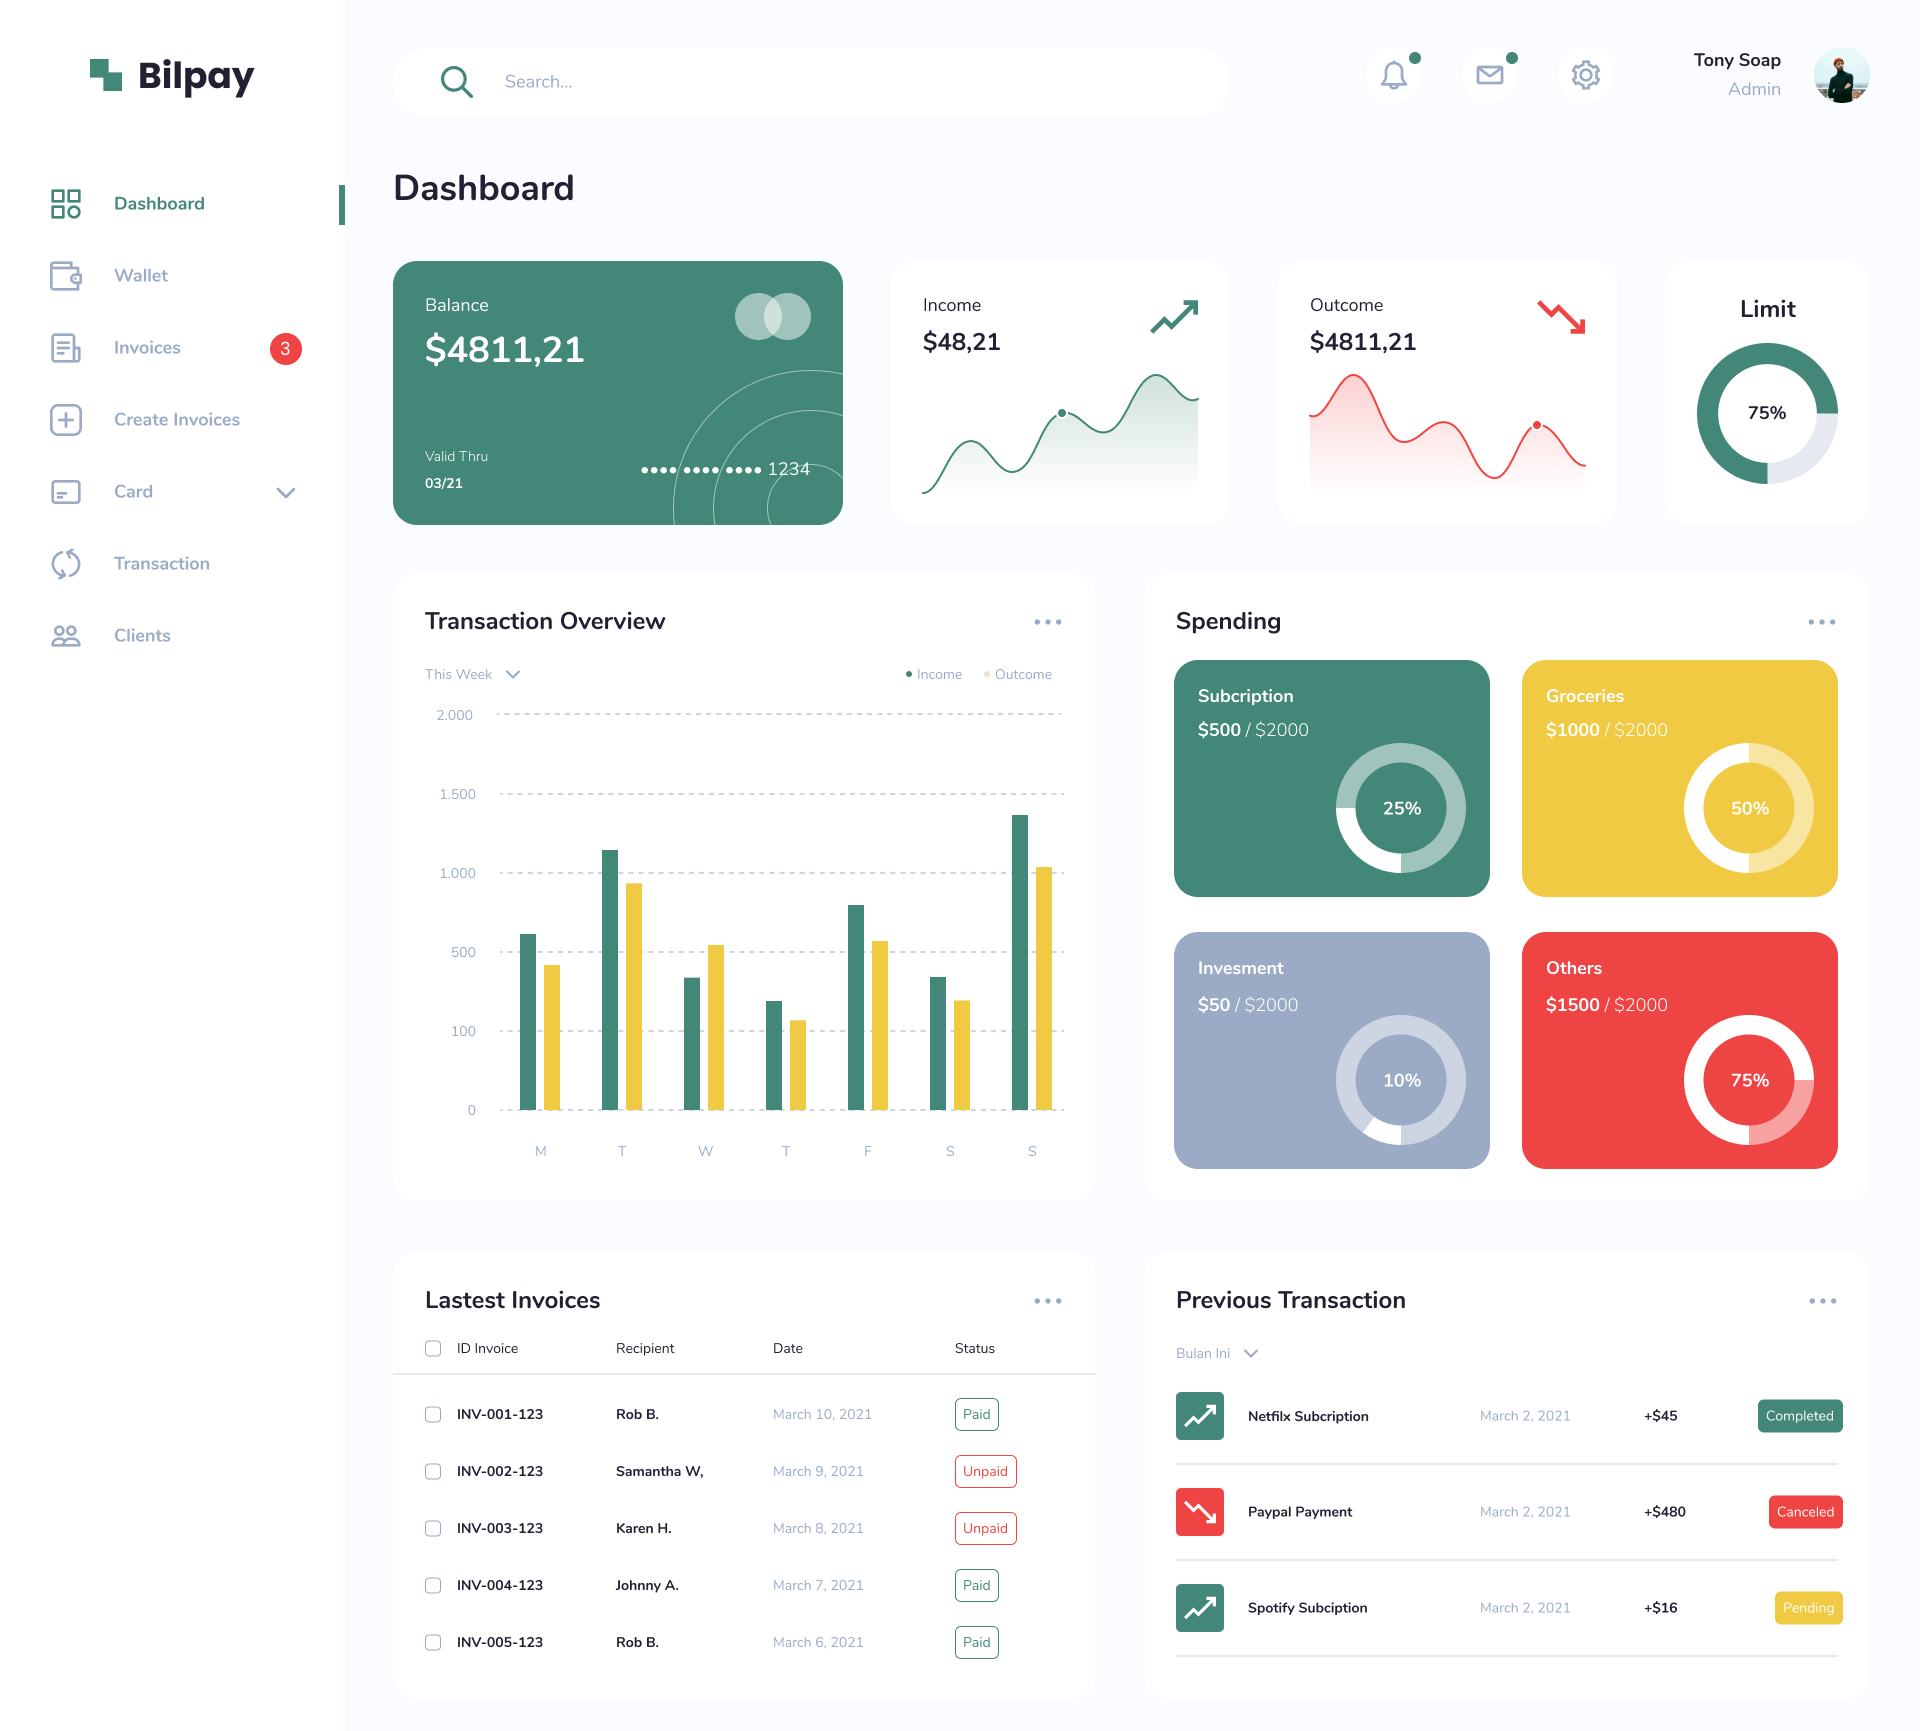 Bilpay
Search...
Tony Soap
Admin
Dashboard
Wallet
Invoices 3
Create Invoices
Card
Transaction
Clients
Dashboard
Balance
$4811,21
Valid Thru
03/21
•••• •••• •••• 1234
Income
$48,21
Outcome
$4811,21
Limit
75%
Transaction Overview
This Week
Income Outcome
2.000
1.500
1.000
500
100
0
M T W T F S S
Spending
Subcription
$500 / $2000
25%
Groceries
$1000 / $2000
50%
Invesment
$50 / $2000
10%
Others
$1500 / $2000
75%
Lastest Invoices
ID Invoice Recipient Date Status
INV-001-123 Rob B. March 10, 2021 Paid
INV-002-123 Samantha W, March 9, 2021 Unpaid
INV-003-123 Karen H. March 8, 2021 Unpaid
INV-004-123 Johnny A. March 7, 2021 Paid
INV-005-123 Rob B. March 6, 2021 Paid
Previous Transaction
Bulan Ini
Netfilx Subcription March 2, 2021 +$45 Completed
Paypal Payment March 2, 2021 +$480 Canceled
Spotify Subciption March 2, 2021 +$16 Pending